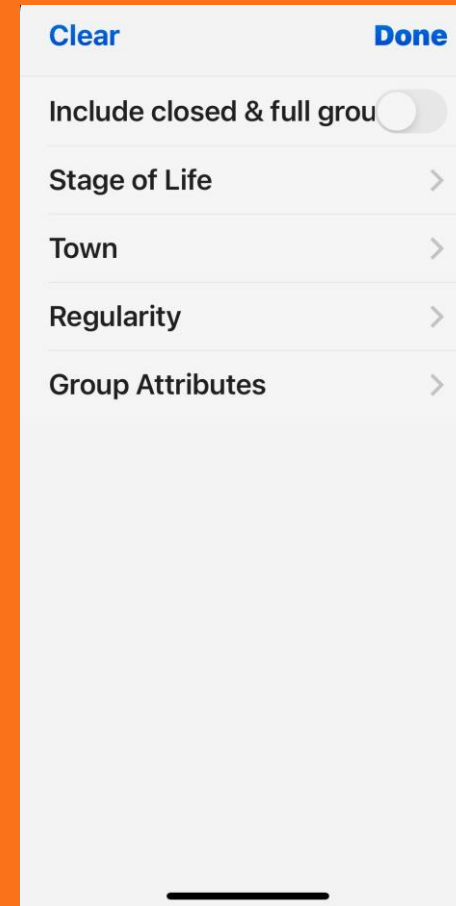 Clear Done
Include closed & full grou
Stage of Life
Town
Regularity
Group Attributes